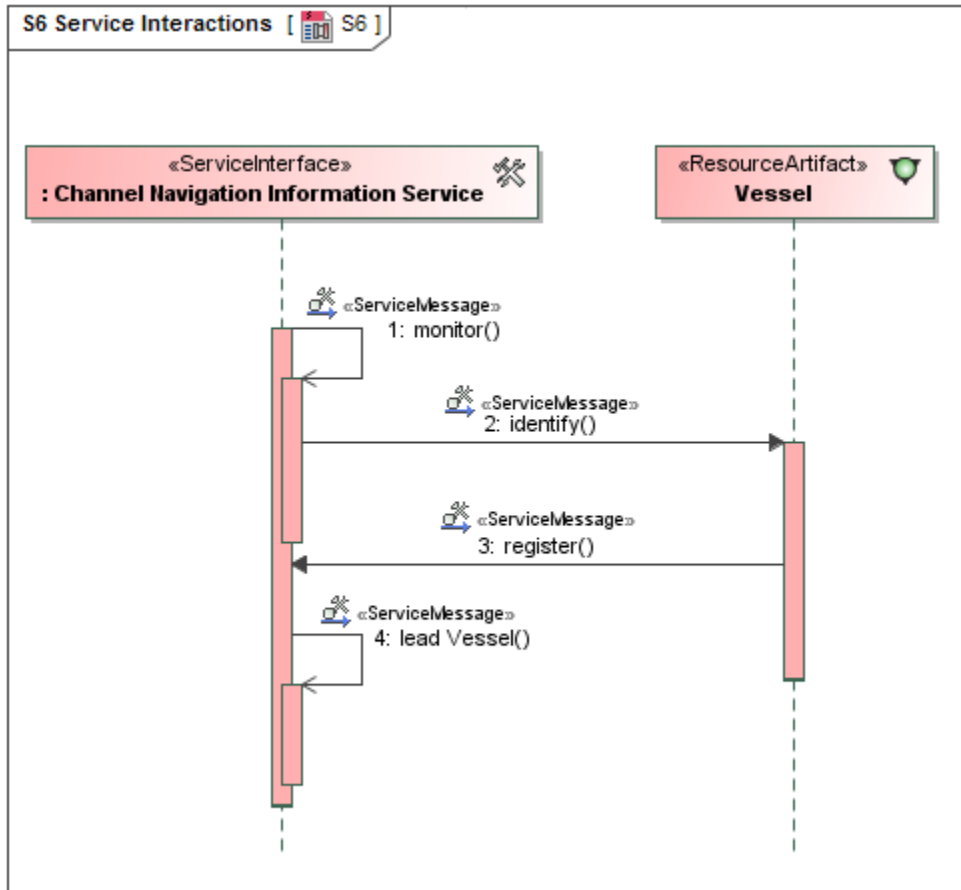 S6 Service Interactions [ S6 ]
«ServiceInterface»
: Channel Navigation Information Service
«ResourceArtifact»
Vessel
«ServiceMessage»
1: monitor()
«ServiceMessage»
2: identify()
«ServiceMessage»
3: register()
«ServiceMessage»
4: lead Vessel()